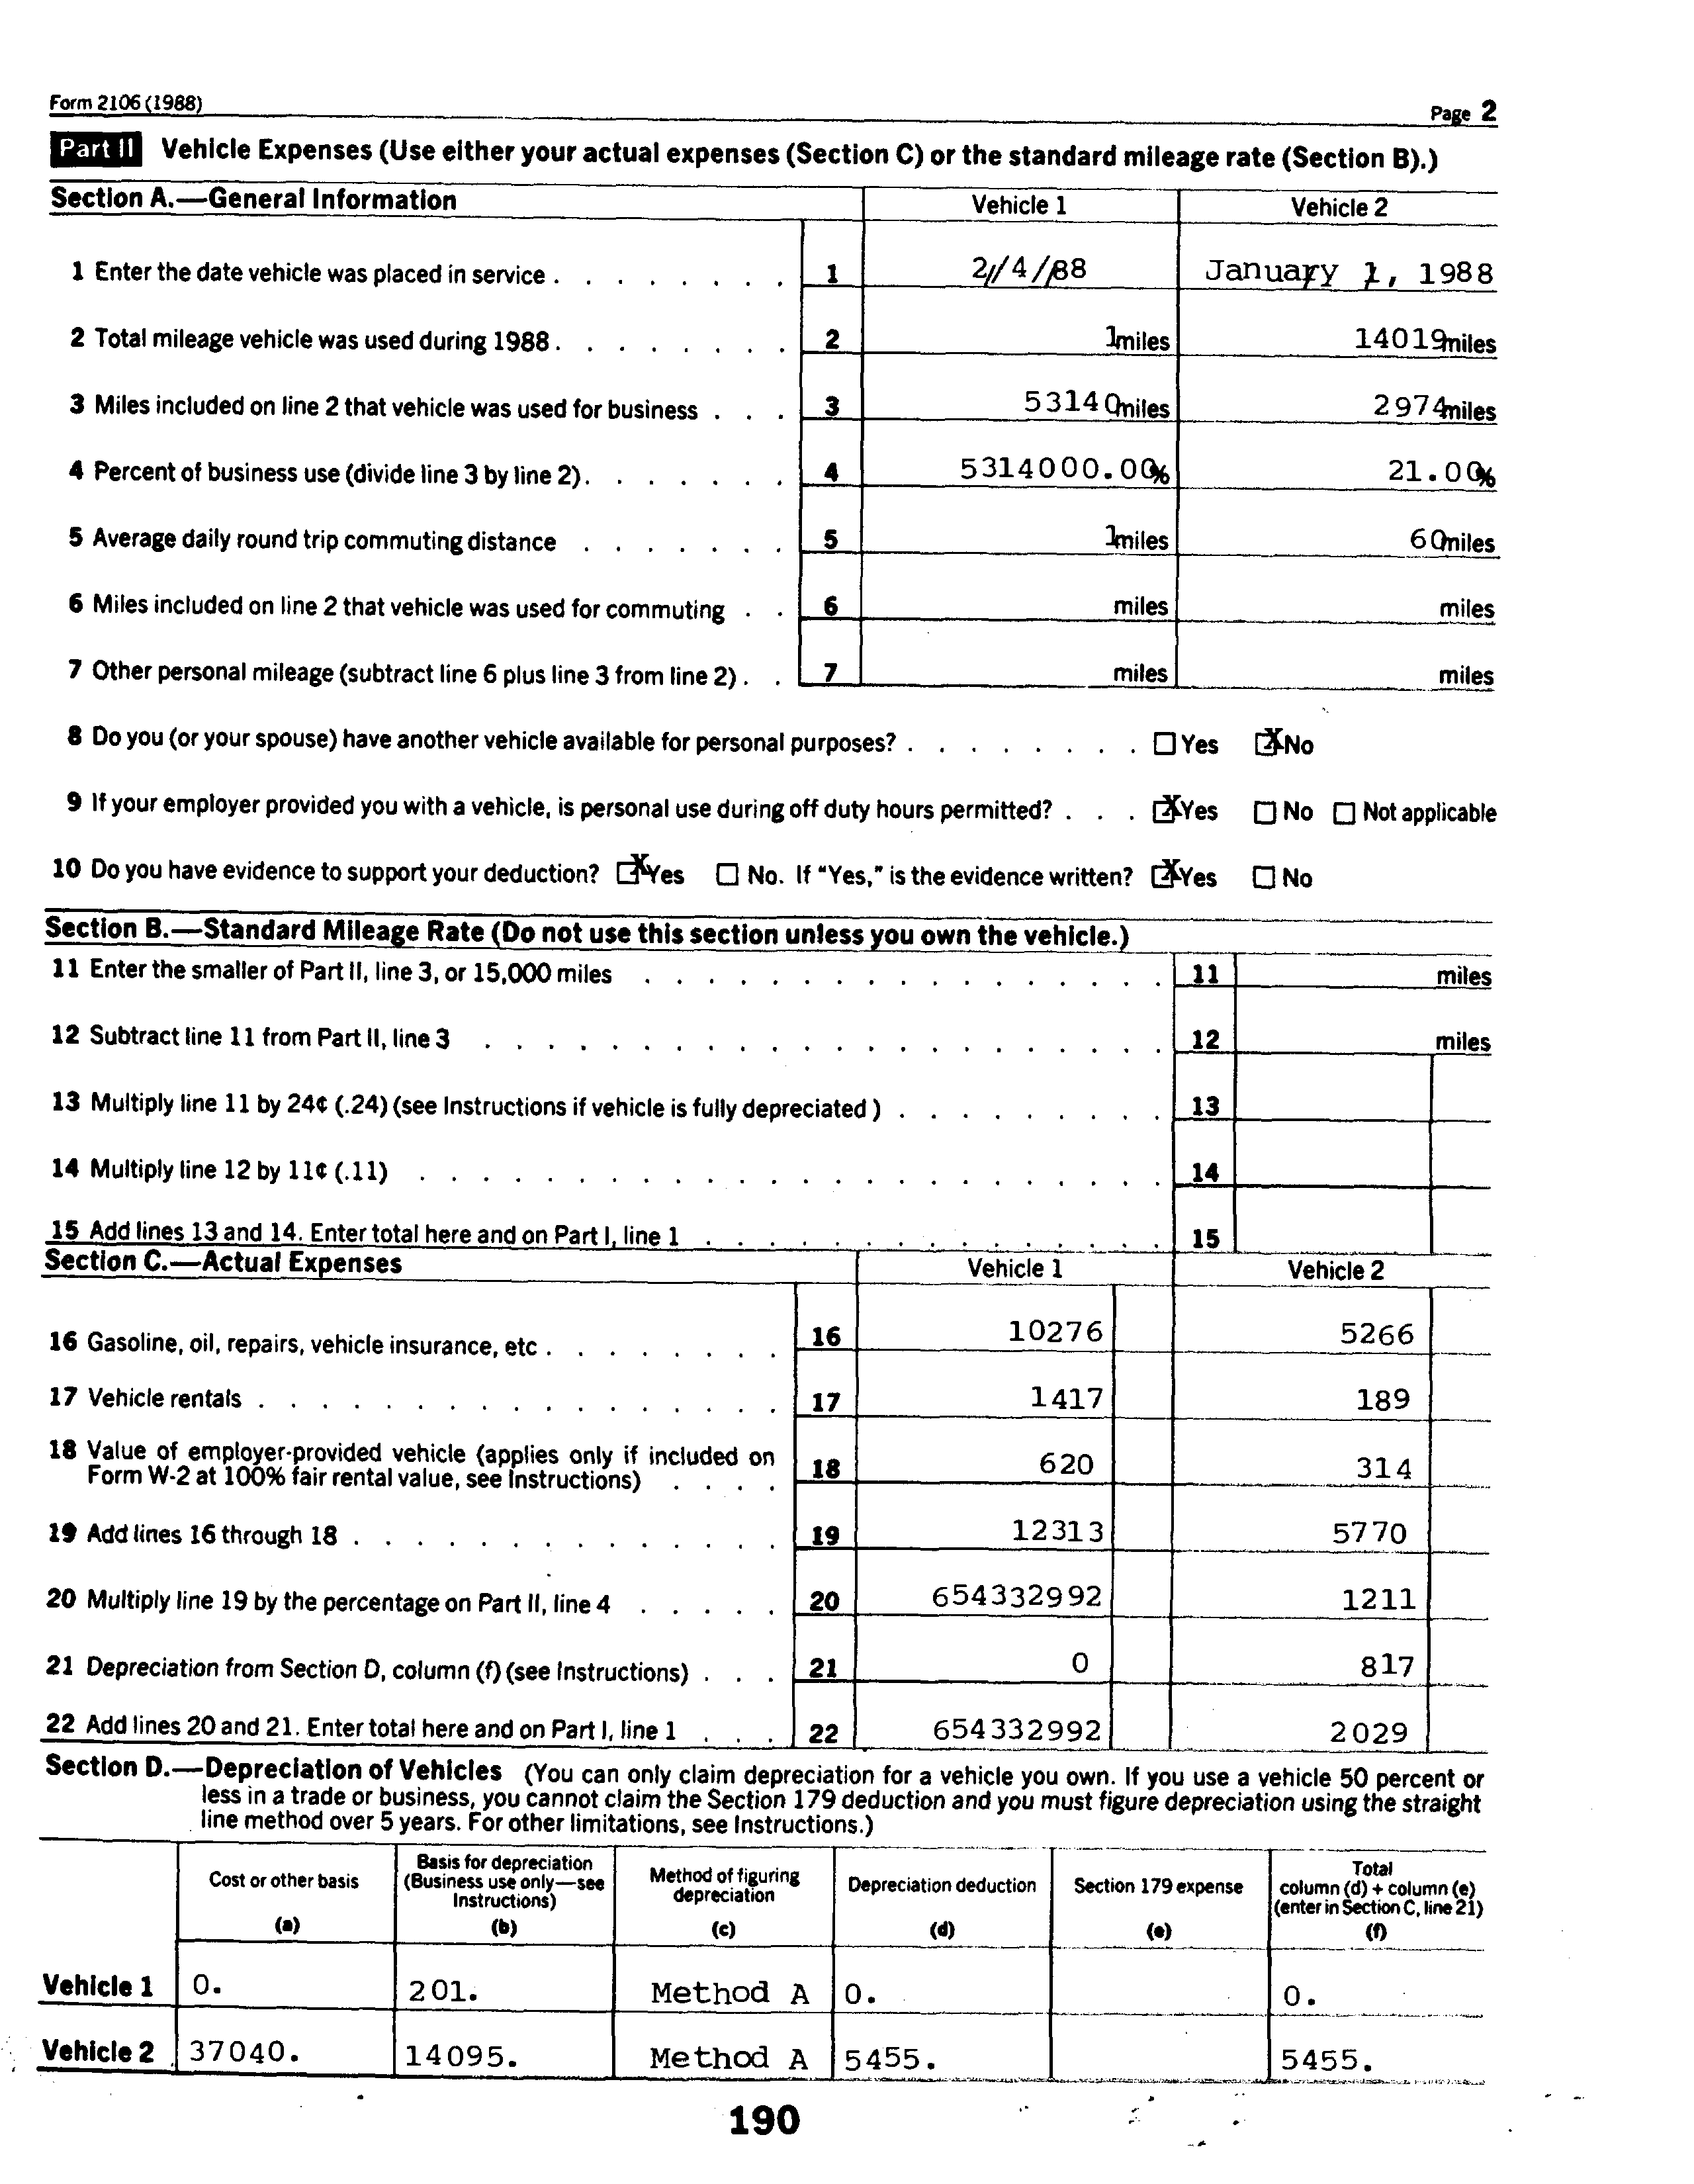 Form 2106 (1988) Page 2
Part II Vehicle Expenses (Use either your actual expenses (Section C) or the standard mileage rate (Section B).)
Section A.—General Information Vehicle 1 Vehicle 2
1 Enter the date vehicle was placed in service . . . . . . . . 1 2/4/88 January 1, 1988
2 Total mileage vehicle was used during 1988 . . . . . . . . 2 1 miles 14019 miles
3 Miles included on line 2 that vehicle was used for business . . . 3 53140 miles 2974 miles
4 Percent of business use (divide line 3 by line 2) . . . . . . . 4 5314000.00% 21.00%
5 Average daily round trip commuting distance . . . . . . . 5 1 miles 60 miles
6 Miles included on line 2 that vehicle was used for commuting . . 6 miles miles
7 Other personal mileage (subtract line 6 plus line 3 from line 2) . . 7 miles miles
8 Do you (or your spouse) have another vehicle available for personal purposes? . . . . . . . . ☐ Yes ☒ No
9 If your employer provided you with a vehicle, is personal use during off duty hours permitted? . . . ☒ Yes ☐ No ☐ Not applicable
10 Do you have evidence to support your deduction? ☒ Yes ☐ No. If "Yes," is the evidence written? ☒ Yes ☐ No
Section B.—Standard Mileage Rate (Do not use this section unless you own the vehicle.)
11 Enter the smaller of Part II, line 3, or 15,000 miles . . . . . . . . . . . . . . . . . 11 miles
12 Subtract line 11 from Part II, line 3 . . . . . . . . . . . . . . . . . . . . . . 12 miles
13 Multiply line 11 by 24¢ (.24) (see Instructions if vehicle is fully depreciated ) . . . . . . . . . 13
14 Multiply line 12 by 11¢ (.11) . . . . . . . . . . . . . . . . . . . . . . . . 14
15 Add lines 13 and 14. Enter total here and on Part I, line 1 . . . . . . . . . . . . . . . 15
Section C.—Actual Expenses Vehicle 1 Vehicle 2
16 Gasoline, oil, repairs, vehicle insurance, etc . . . . . . . . 16 10276 5266
17 Vehicle rentals . . . . . . . . . . . . . . . . . 17 1417 189
18 Value of employer-provided vehicle (applies only if included on
Form W-2 at 100% fair rental value, see Instructions) . . . . 18 620 314
19 Add lines 16 through 18 . . . . . . . . . . . . . . 19 12313 5770
20 Multiply line 19 by the percentage on Part II, line 4 . . . . . 20 654332992 1211
21 Depreciation from Section D, column (f) (see Instructions) . . . 21 0 817
22 Add lines 20 and 21. Enter total here and on Part I, line 1 . . . 22 654332992 2029
Section D.—Depreciation of Vehicles (You can only claim depreciation for a vehicle you own. If you use a vehicle 50 percent or
less in a trade or business, you cannot claim the Section 179 deduction and you must figure depreciation using the straight
line method over 5 years. For other limitations, see Instructions.)
Cost or other basis (a)
Basis for depreciation (Business use only—see Instructions) (b)
Method of figuring depreciation (c)
Depreciation deduction (d)
Section 179 expense (e)
Total column (d) + column (e) (enter in Section C, line 21) (f)
Vehicle 1 0. 201. Method A 0. 0.
Vehicle 2 37040. 14095. Method A 5455. 5455.
190